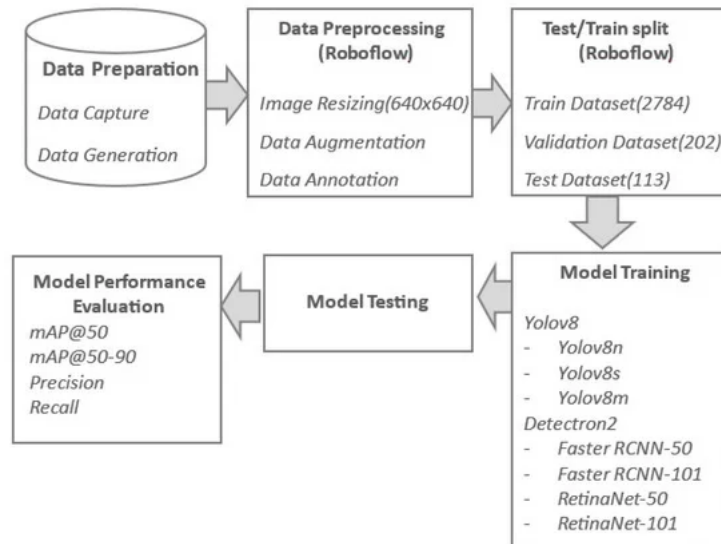 Data Preparation
Data Capture
Data Generation
Data Preprocessing
(Roboflow)
Image Resizing(640x640)
Data Augmentation
Data Annotation
Test/Train split
(Roboflow)
Train Dataset(2784)
Validation Dataset(202)
Test Dataset(113)
Model Training
Yolov8
- Yolov8n
- Yolov8s
- Yolov8m
Detectron2
- Faster RCNN-50
- Faster RCNN-101
- RetinaNet-50
- RetinaNet-101
Model Testing
Model Performance
Evaluation
mAP@50
mAP@50-90
Precision
Recall